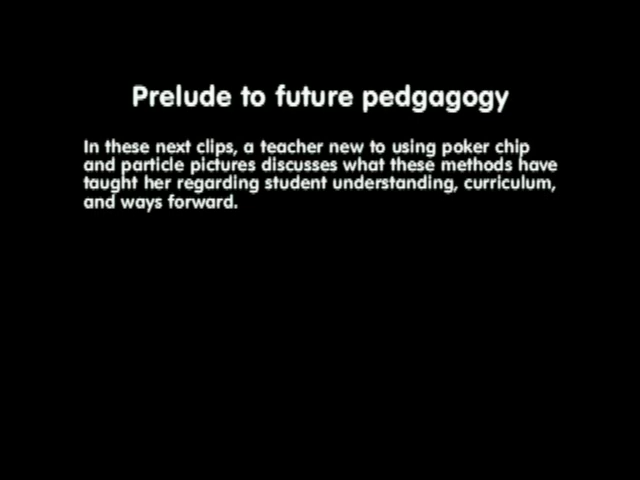 Prelude to future pedgagogy
In these next clips, a teacher new to using poker chip
and particle pictures discusses what these methods have
taught her regarding student understanding, curriculum,
and ways forward.